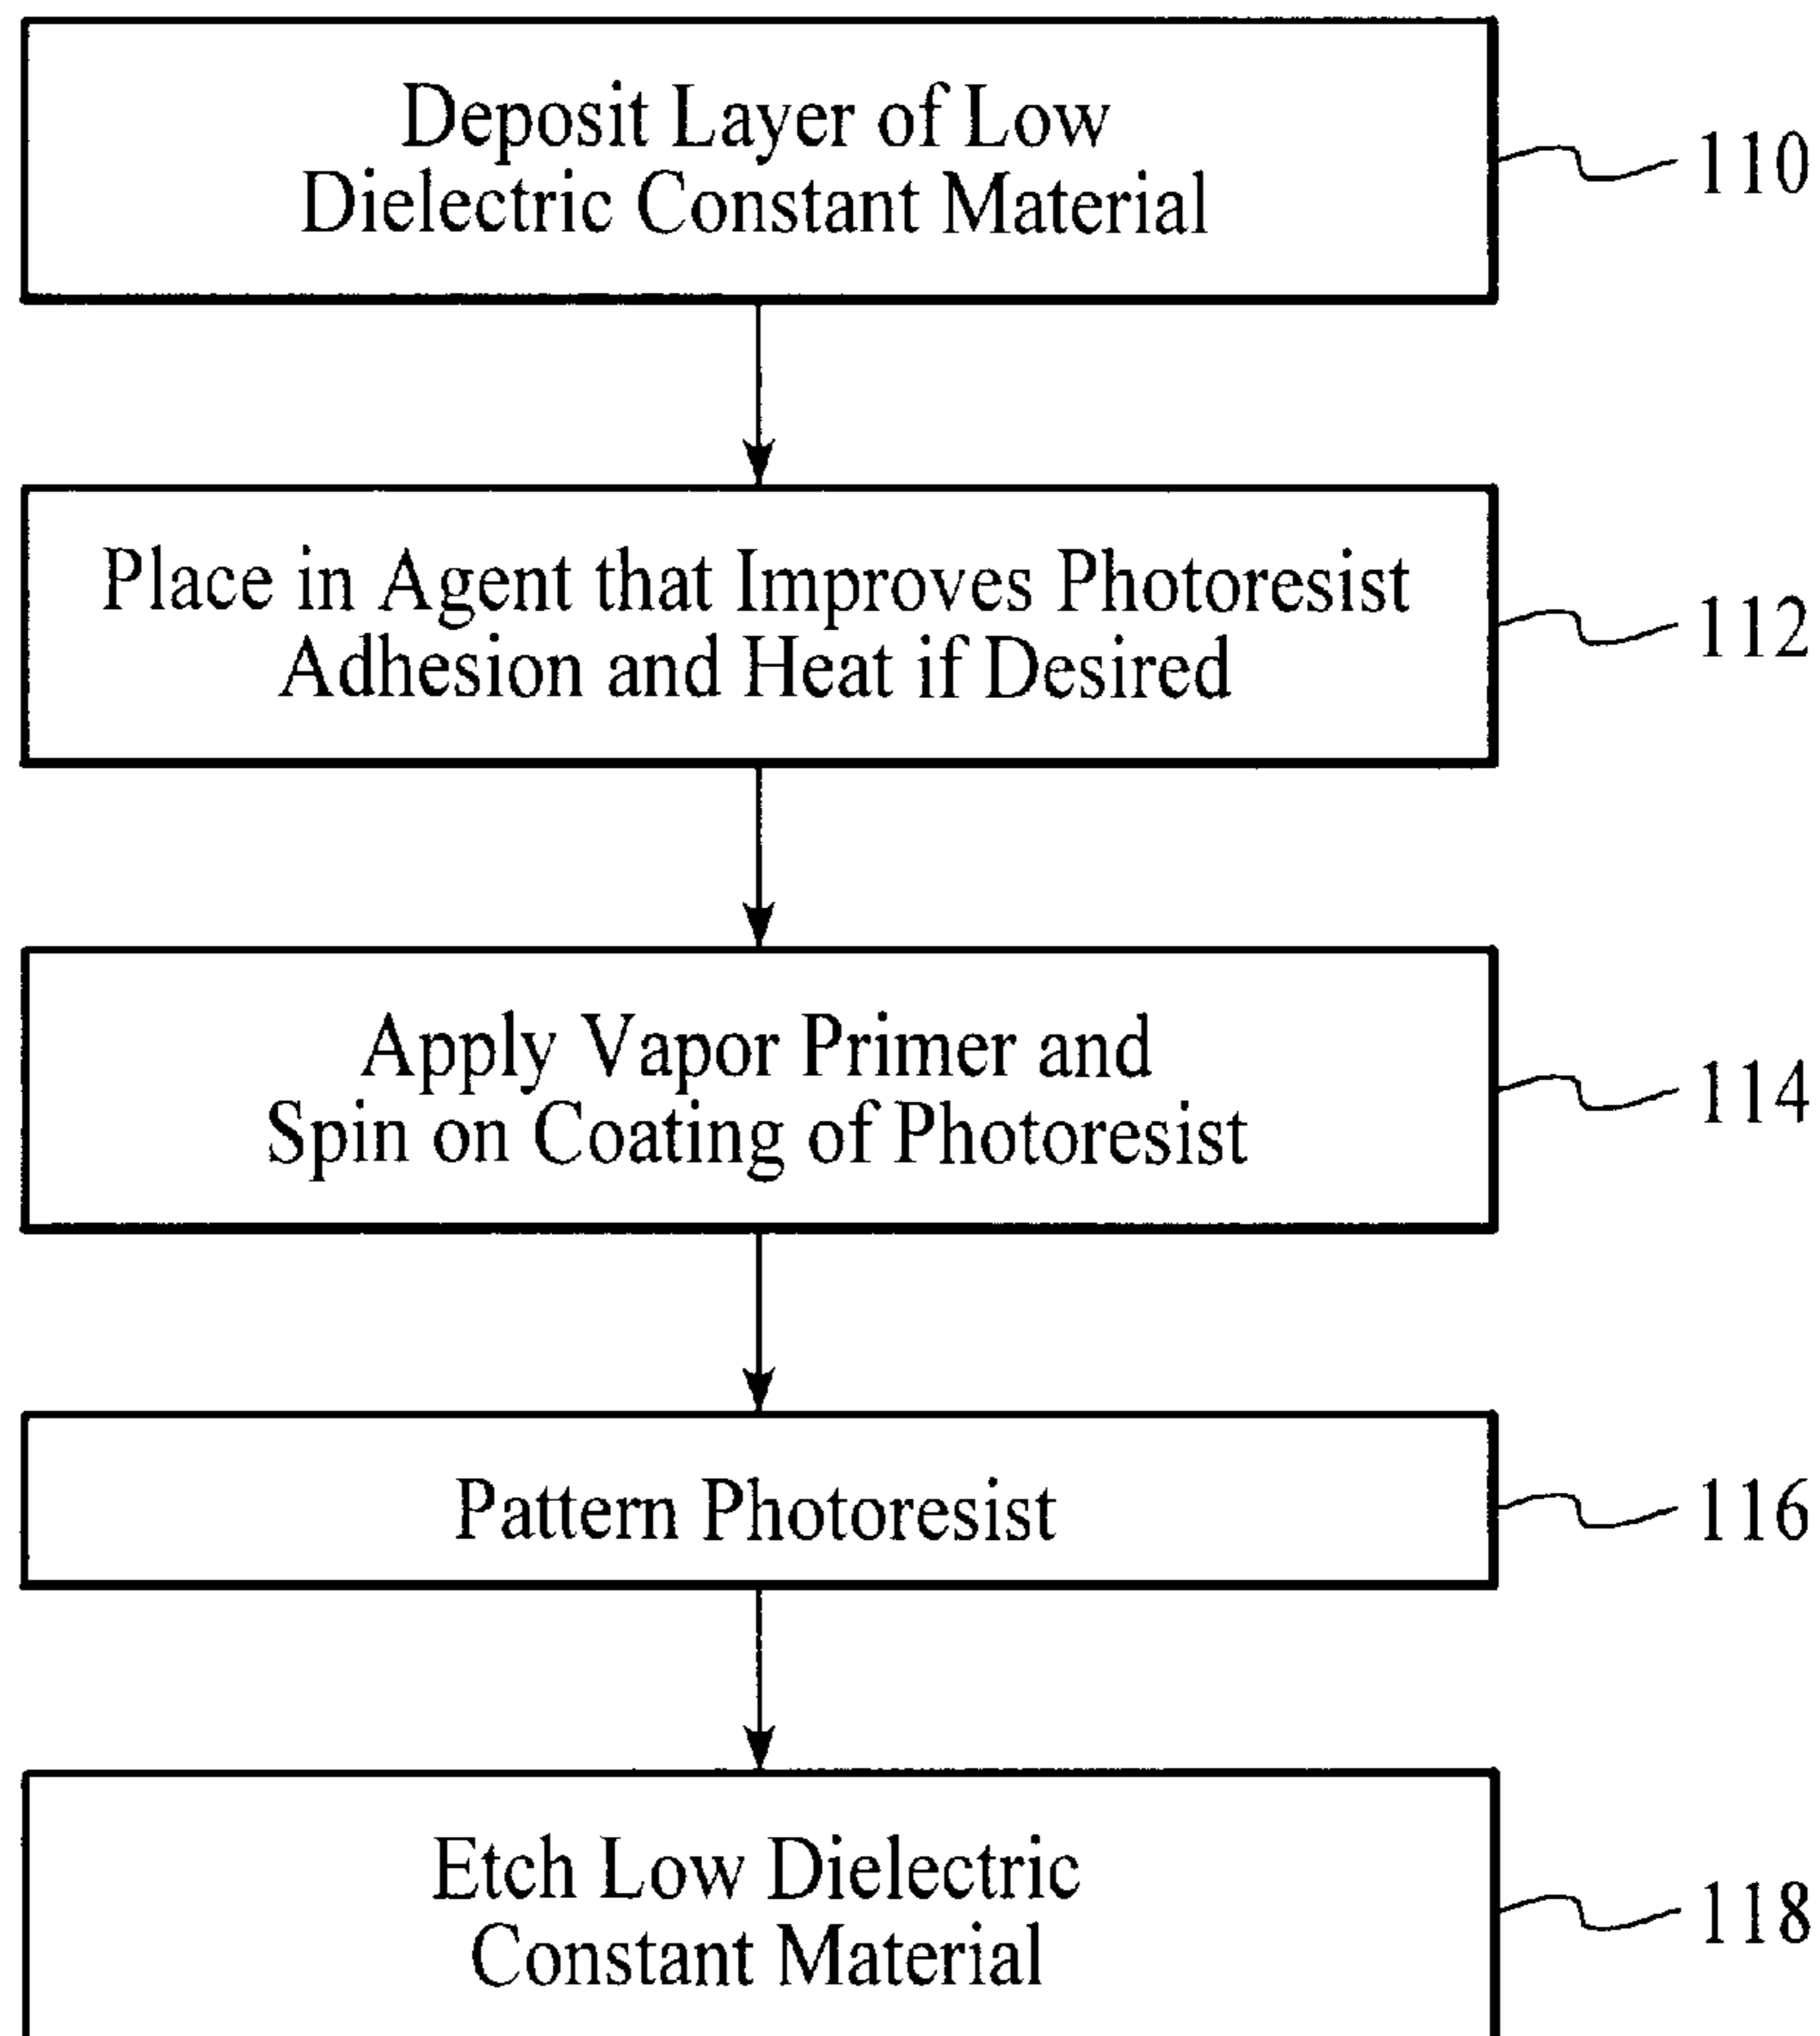 Deposit Layer of Low
Dielectric Constant Material
110
Place in Agent that Improves Photoresist
Adhesion and Heat if Desired
112
Apply Vapor Primer and
Spin on Coating of Photoresist
114
Pattern Photoresist
116
Etch Low Dielectric
Constant Material
118